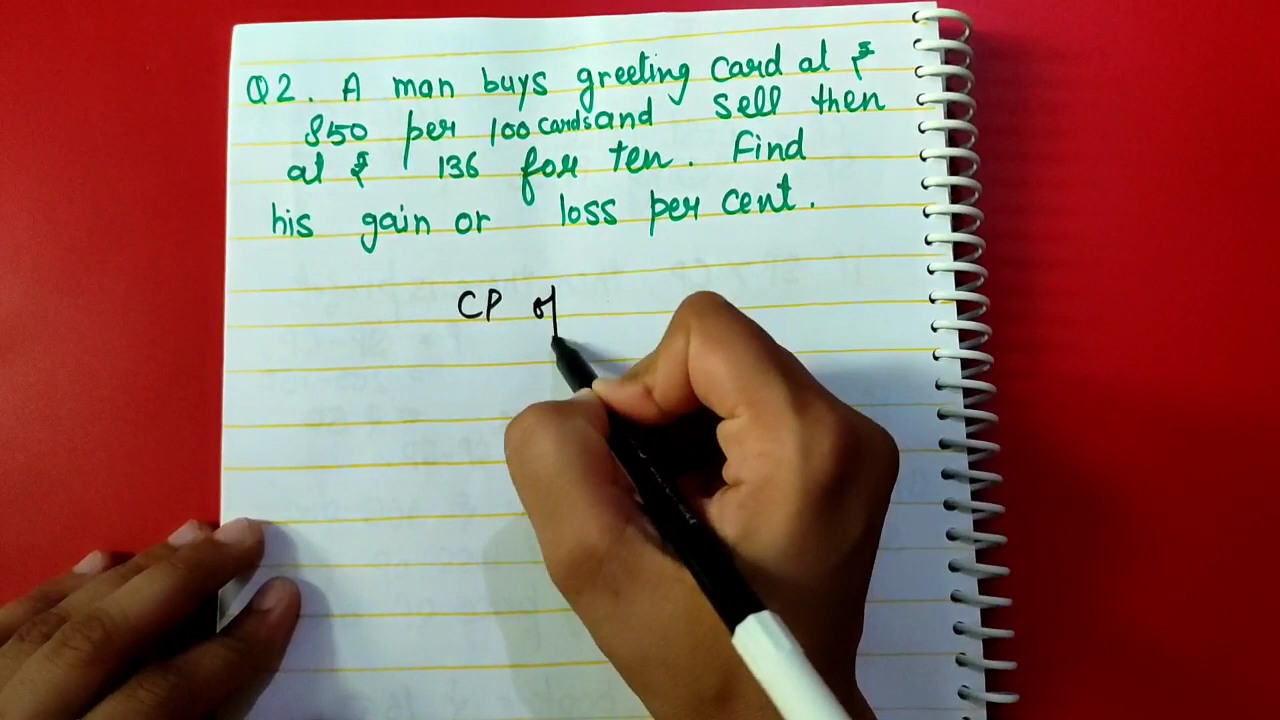 Q2. A man buys greeting card at ₹
850 per 100 cards and sell then
at ₹ 136 for ten. Find
his gain or loss per cent.
CP of